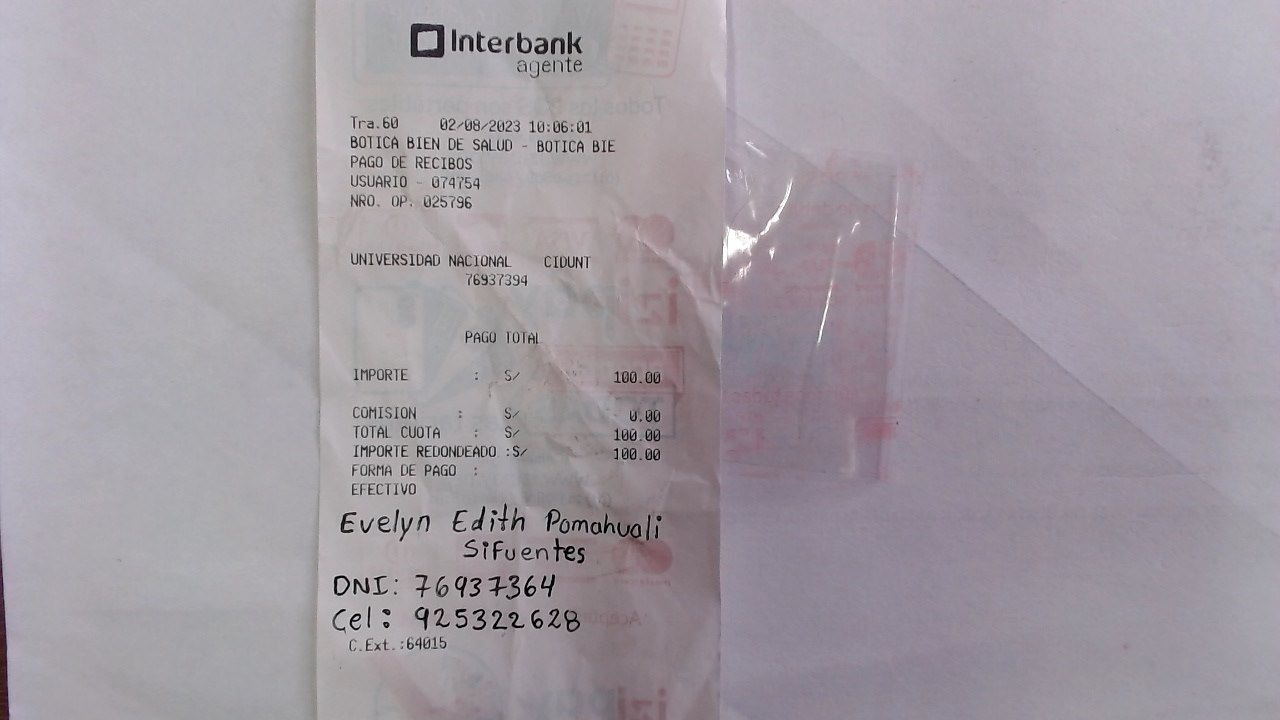 Interbank
agente
Tra.60 02/08/2023 10:06:01
BOTICA BIEN DE SALUD - BOTICA BIE
PAGO DE RECIBOS
USUARIO - 074754
NRO. OP. 025796
UNIVERSIDAD NACIONAL CIDUNT
76937394
PAGO TOTAL
IMPORTE : S/ 100.00
COMISION : S/ 0.00
TOTAL CUOTA : S/ 100.00
IMPORTE REDONDEADO :S/ 100.00
FORMA DE PAGO :
EFECTIVO
Evelyn Edith Pomahuali
Sifuentes
DNI: 76937364
Cel: 925322628
C.Ext.:64015